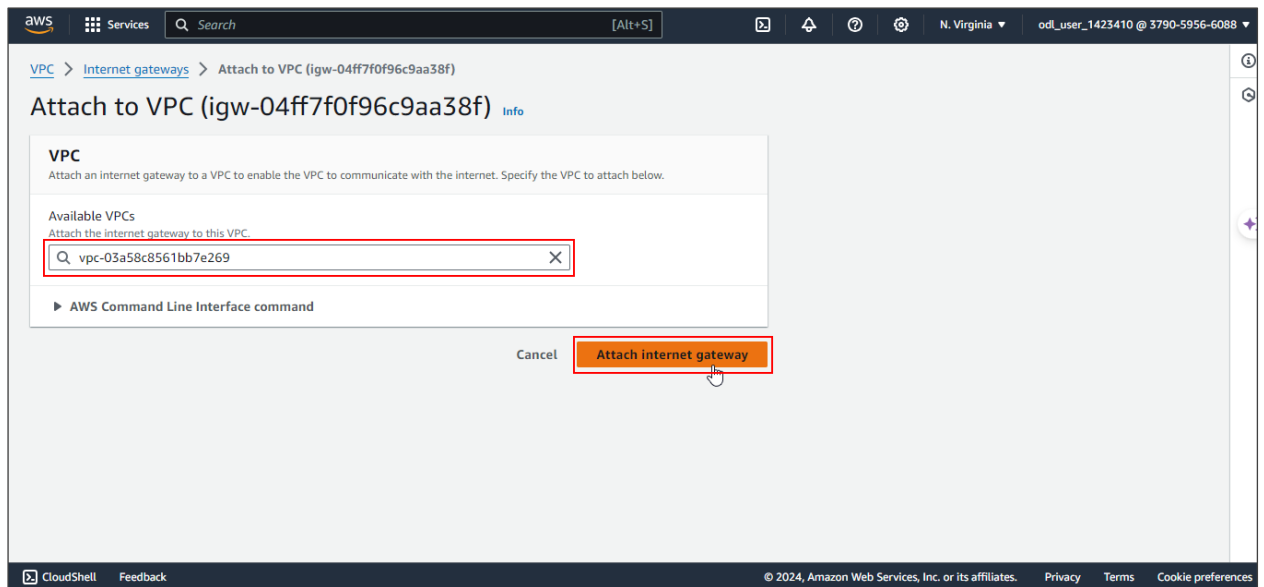 aws Services Search [Alt+S] N. Virginia ▼ odl_user_1423410 @ 3790-5956-6088 ▼
VPC > Internet gateways > Attach to VPC (igw-04ff7f0f96c9aa38f)
Attach to VPC (igw-04ff7f0f96c9aa38f) Info
VPC
Attach an internet gateway to a VPC to enable the VPC to communicate with the internet. Specify the VPC to attach below.
Available VPCs
Attach the internet gateway to this VPC.
vpc-03a58c8561bb7e269
AWS Command Line Interface command
Cancel Attach internet gateway
CloudShell Feedback © 2024, Amazon Web Services, Inc. or its affiliates. Privacy Terms Cookie preferences